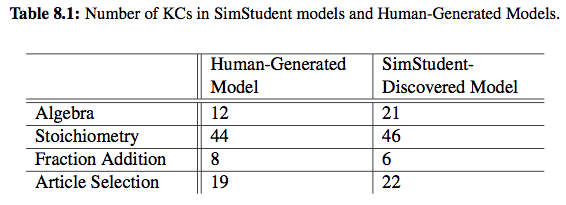 Table 8.1: Number of KCs in SimStudent models and Human-Generated Models.
Human-Generated Model SimStudent-Discovered Model
Algebra 12 21
Stoichiometry 44 46
Fraction Addition 8 6
Article Selection 19 22